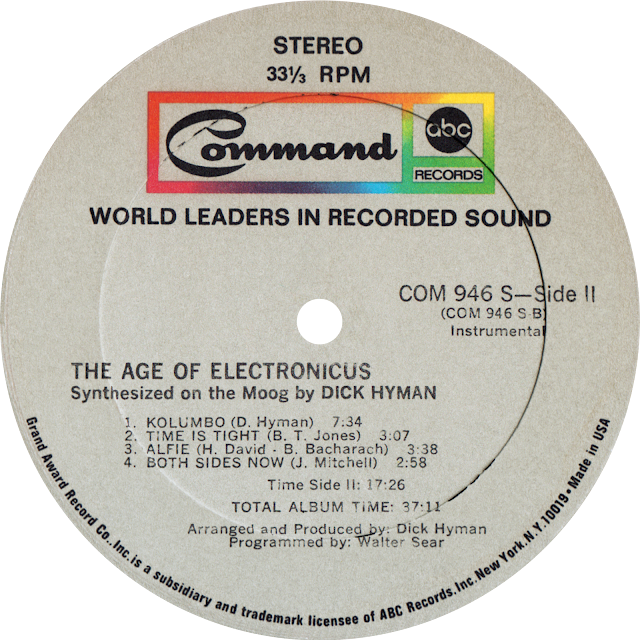 STEREO
33⅓ RPM
Command
abc
RECORDS
WORLD LEADERS IN RECORDED SOUND
COM 946 S—Side II
(COM 946 S-B)
Instrumental
THE AGE OF ELECTRONICUS
Synthesized on the Moog by DICK HYMAN
1. KOLUMBO (D. Hyman) 7:34
2. TIME IS TIGHT (B. T. Jones) 3:07
3. ALFIE (H. David - B. Bacharach) 3:38
4. BOTH SIDES NOW (J. Mitchell) 2:58
Time Side II: 17:26
TOTAL ALBUM TIME: 37:11
Arranged and Produced by: Dick Hyman
Programmed by: Walter Sear
Grand Award Record Co., Inc. is a subsidiary and trademark licensee of ABC Records, Inc. New York, N.Y. 10019 • Made in USA